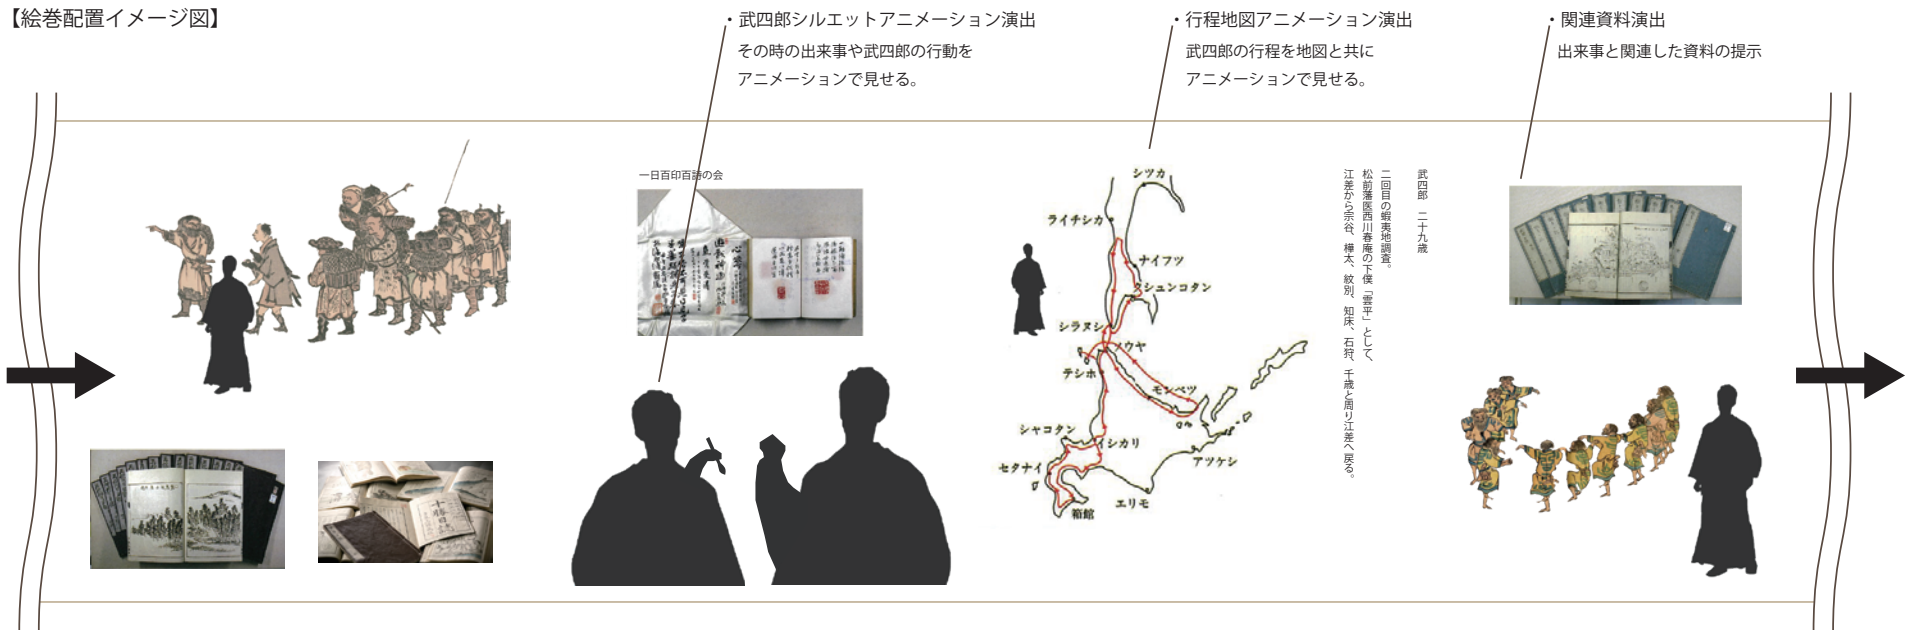 【絵巻配置イメージ図】
・武四郎シルエットアニメーション演出
その時の出来事や武四郎の行動を
アニメーションで見せる。
・行程地図アニメーション演出
武四郎の行程を地図と共に
アニメーションで見せる。
・関連資料演出
出来事と関連した資料の提示
一日百印百詩の会
シツカ
ライチシカ
ナイフツ
クシュンコタン
シラヌシ
ソウヤ
テシホ
モンベツ
シャコタン
イシカリ
セタナイ
アツケシ
エリモ
箱館
武四郎 二十九歳
二回目の蝦夷地調査。
松前藩医西川春庵の下僕「雲平」として、
江差から宗谷、樺太、紋別、知床、石狩、千歳と周り江差へ戻る。